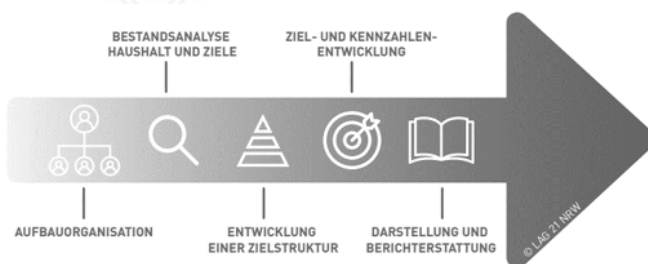 BESTANDSANALYSE
HAUSHALT UND ZIELE
ZIEL- UND KENNZAHLEN-
ENTWICKLUNG
AUFBAUORGANISATION
ENTWICKLUNG
EINER ZIELSTRUKTUR
DARSTELLUNG UND
BERICHTERSTATTUNG
© LAG 21 NRW